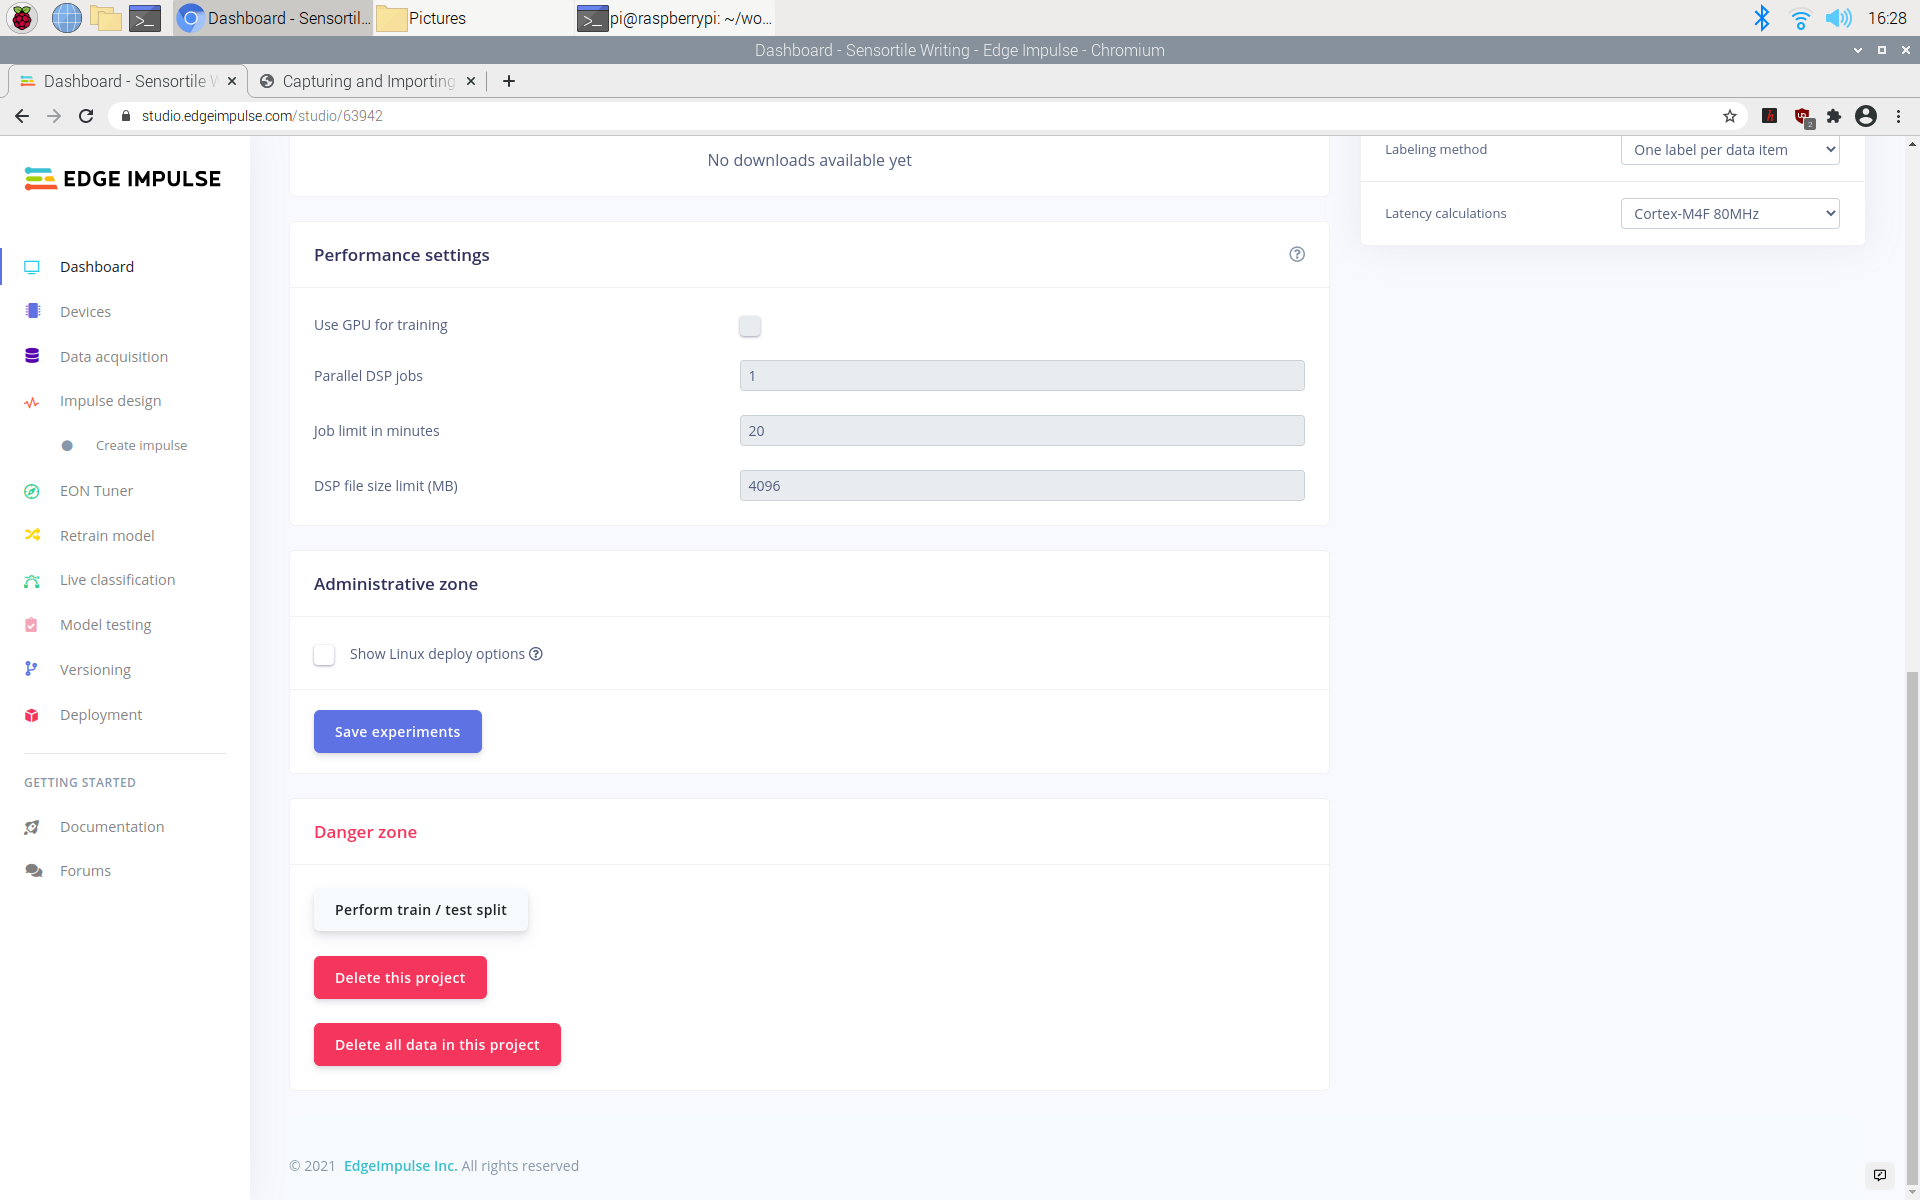 Dashboard - Sensortil...
Pictures
pi@raspberrypi: ~/wo...
16:28
Dashboard - Sensortile Writing - Edge Impulse - Chromium
Dashboard - Sensortile W
Capturing and Importing
studio.edgeimpulse.com/studio/63942
2
EDGE IMPULSE
Dashboard
Devices
Data acquisition
Impulse design
Create impulse
EON Tuner
Retrain model
Live classification
Model testing
Versioning
Deployment
GETTING STARTED
Documentation
Forums
No downloads available yet
Performance settings
Use GPU for training
Parallel DSP jobs
1
Job limit in minutes
20
DSP file size limit (MB)
4096
Administrative zone
Show Linux deploy options
Save experiments
Danger zone
Perform train / test split
Delete this project
Delete all data in this project
© 2021 EdgeImpulse Inc. All rights reserved
Labeling method
One label per data item
Latency calculations
Cortex-M4F 80MHz